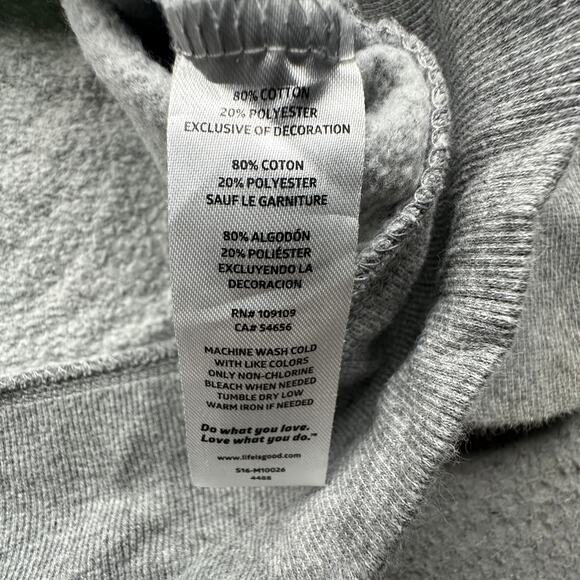 80% COTTON
20% POLYESTER
EXCLUSIVE OF DECORATION
80% COTON
20% POLYESTER
SAUF LE GARNITURE
80% ALGODÓN
20% POLIÉSTER
EXCLUYENDO LA
DECORACION
RN# 109109
CA# 54656
MACHINE WASH COLD
WITH LIKE COLORS
ONLY NON-CHLORINE
BLEACH WHEN NEEDED
TUMBLE DRY LOW
WARM IRON IF NEEDED
Do what you love.
Love what you do.™
www.lifeisgood.com
S16-M10026
4488